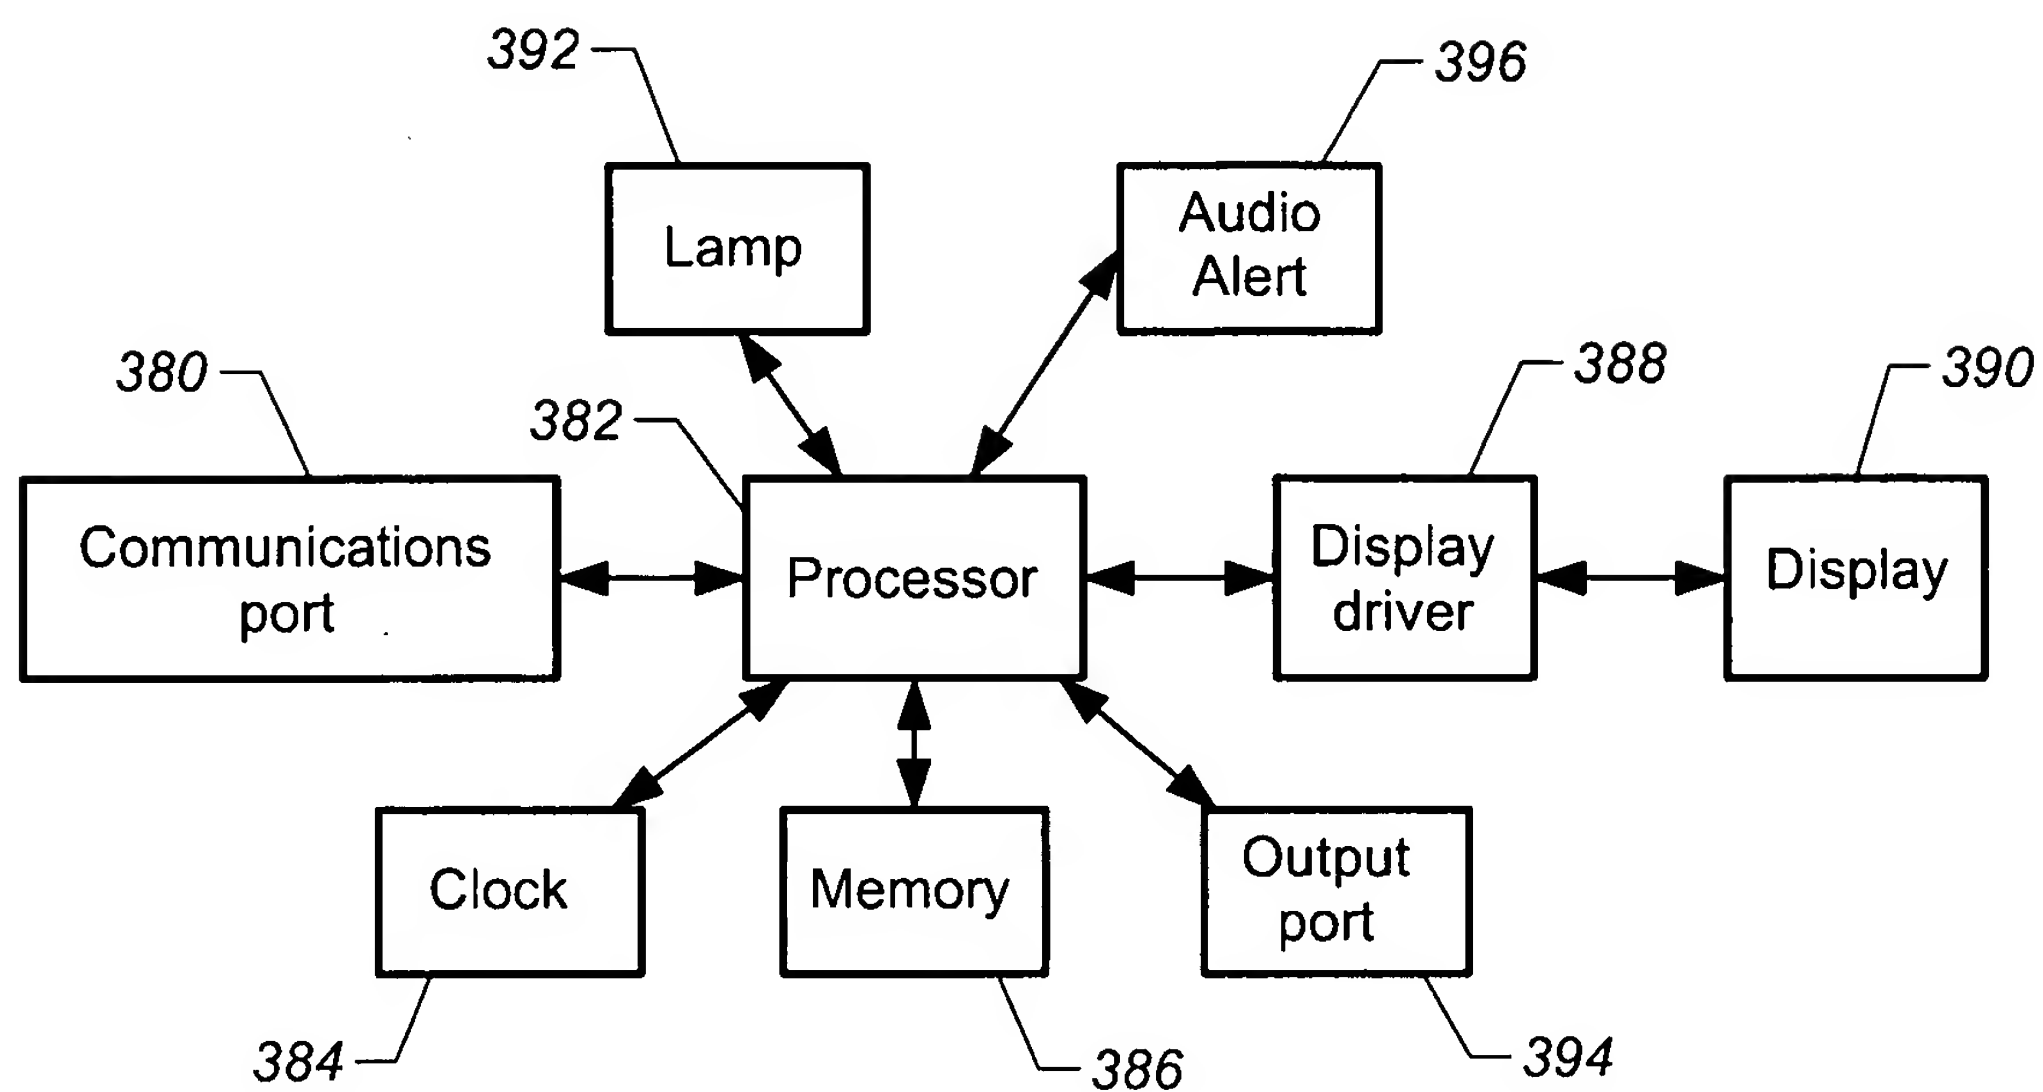 392
396
Lamp
Audio
Alert
380
382
388
390
Communications
port
Processor
Display
driver
Display
Clock
Memory
Output
port
384
386
394